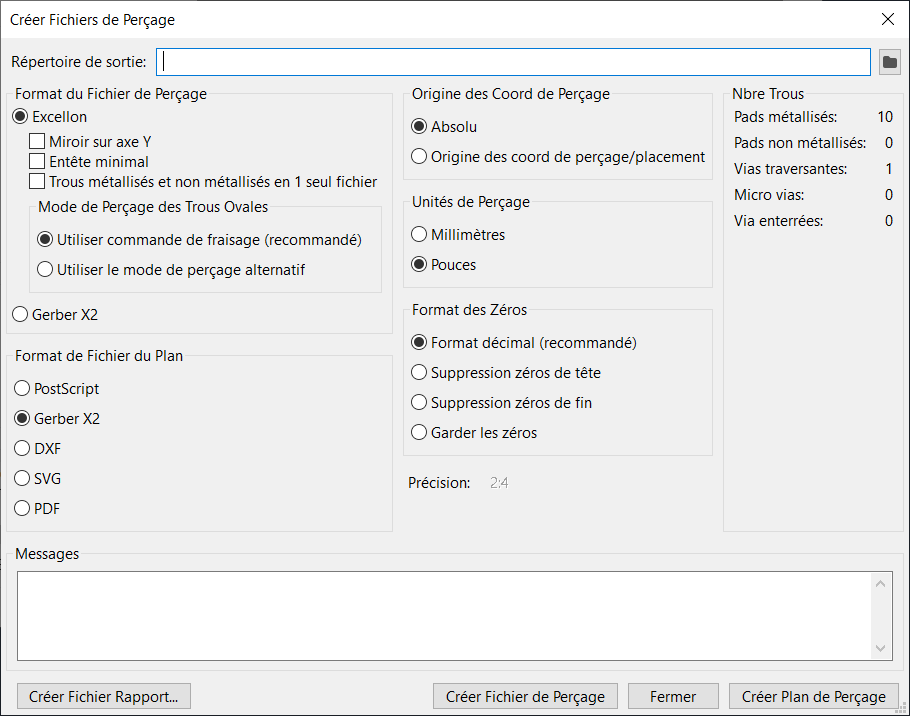 Créer Fichiers de Perçage
Répertoire de sortie:
Format du Fichier de Perçage
Excellon
Miroir sur axe Y
Entête minimal
Trous métallisés et non métallisés en 1 seul fichier
Mode de Perçage des Trous Ovales
Utiliser commande de fraisage (recommandé)
Utiliser le mode de perçage alternatif
Gerber X2
Format de Fichier du Plan
PostScript
Gerber X2
DXF
SVG
PDF
Origine des Coord de Perçage
Absolu
Origine des coord de perçage/placement
Unités de Perçage
Millimètres
Pouces
Format des Zéros
Format décimal (recommandé)
Suppression zéros de tête
Suppression zéros de fin
Garder les zéros
Précision: 2:4
Nbre Trous
Pads métallisés: 10
Pads non métallisés: 0
Vias traversantes: 1
Micro vias: 0
Via enterrées: 0
Messages
Créer Fichier Rapport...
Créer Fichier de Perçage
Fermer
Créer Plan de Perçage